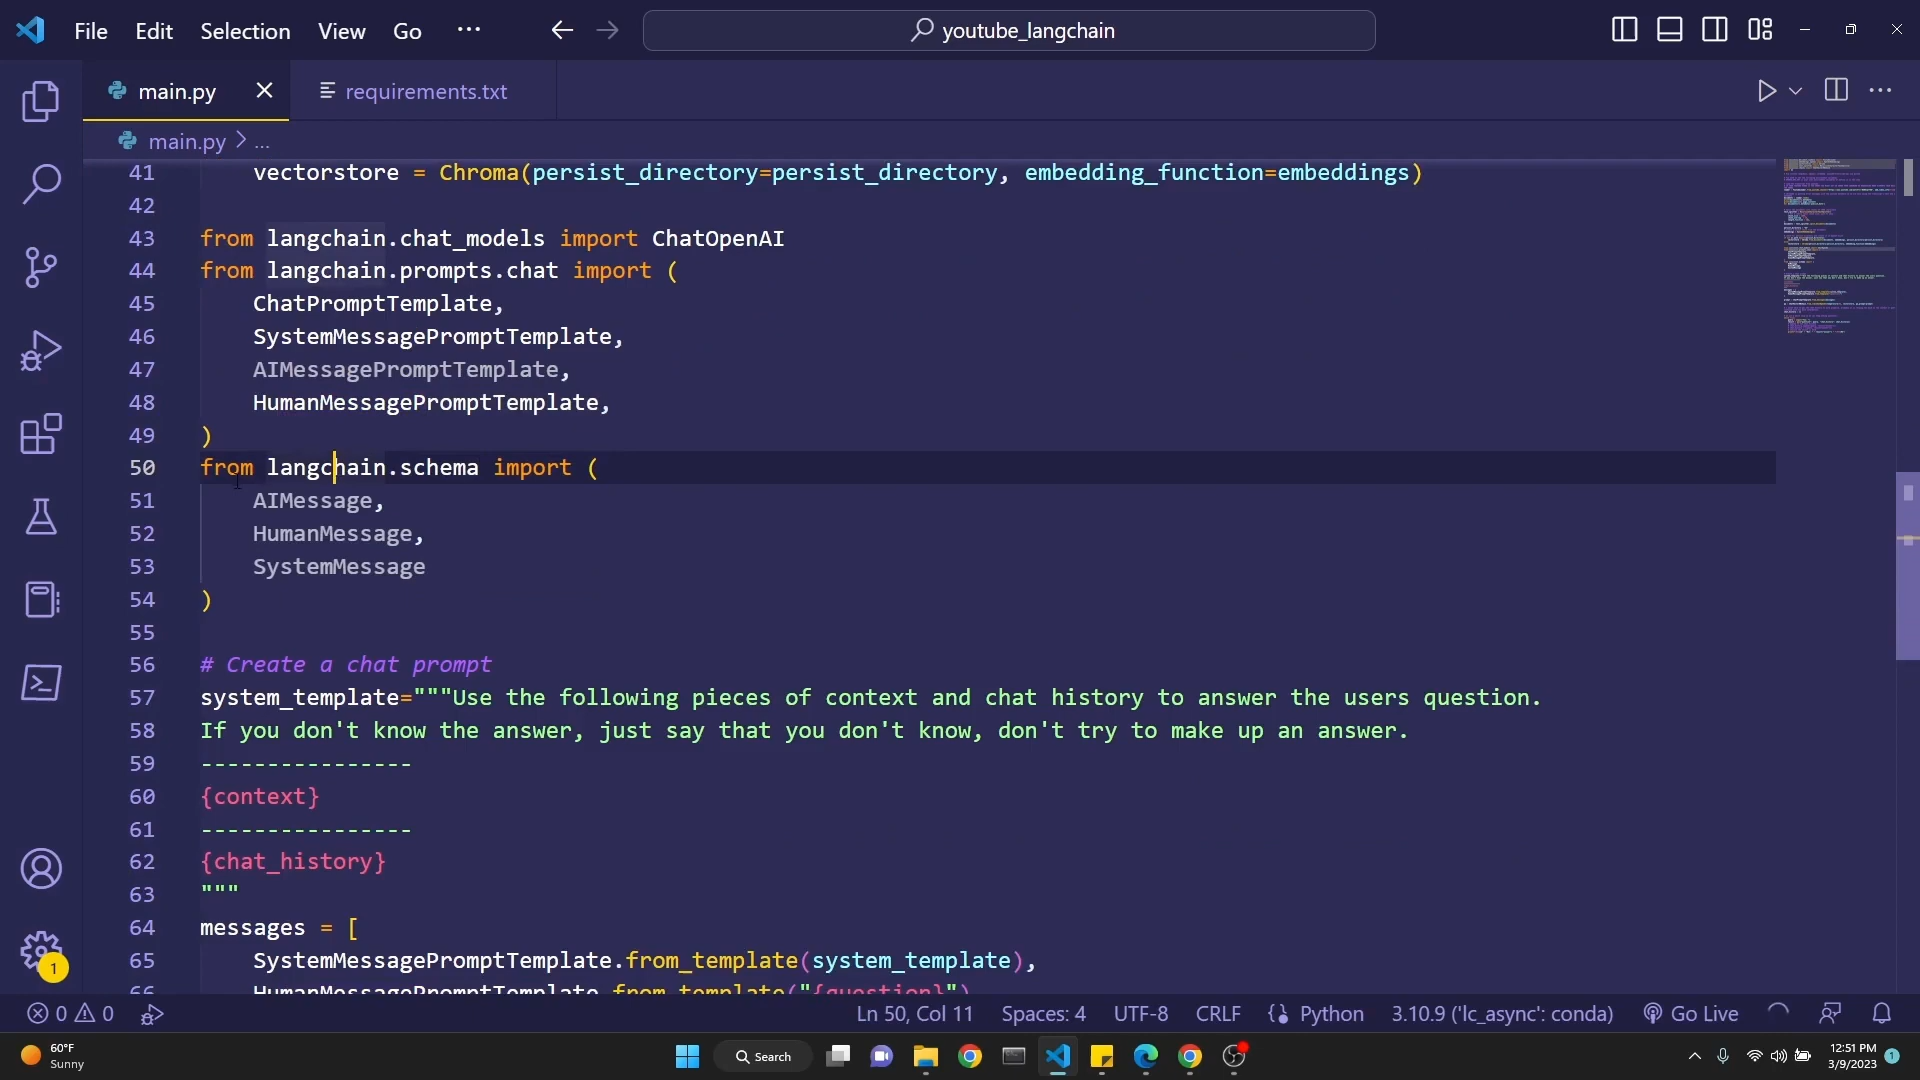 File Edit Selection View Go ··· youtube_langchain
main.py requirements.txt
main.py > ...
41 vectorstore = Chroma(persist_directory=persist_directory, embedding_function=embeddings)
42
43 from langchain.chat_models import ChatOpenAI
44 from langchain.prompts.chat import (
45 ChatPromptTemplate,
46 SystemMessagePromptTemplate,
47 AIMessagePromptTemplate,
48 HumanMessagePromptTemplate,
49 )
50 from langchain.schema import (
51 AIMessage,
52 HumanMessage,
53 SystemMessage
54 )
55
56 # Create a chat prompt
57 system_template="""Use the following pieces of context and chat history to answer the users question.
58 If you don't know the answer, just say that you don't know, don't try to make up an answer.
59 ----------------
60 {context}
61 ----------------
62 {chat_history}
63 """
64 messages = [
65 SystemMessagePromptTemplate.from_template(system_template),
66 HumanMessagePromptTemplate.from_template("{question}")
1
0 0 Ln 50, Col 11 Spaces: 4 UTF-8 CRLF Python 3.10.9 ('lc_async': conda) Go Live
60°F
Sunny
Search
12:51 PM
3/9/2023
1